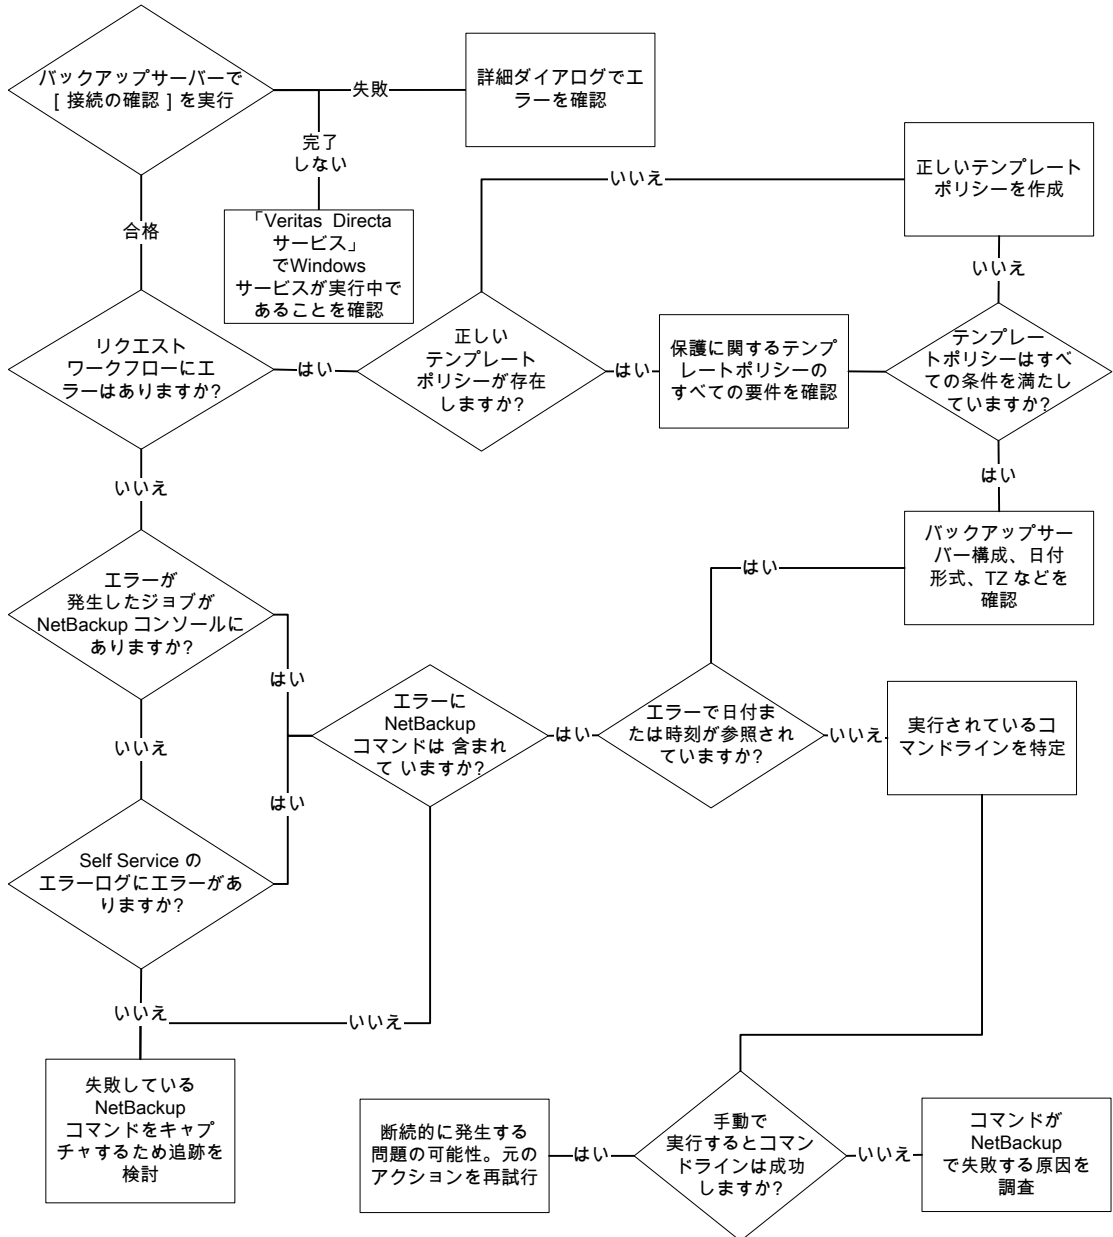 バックアップサーバーで
[ 接続の確認 ] を実行
失敗
詳細ダイアログでエ
ラーを確認
完了
しない
「Veritas Directa
サービス」
でWindows
サービスが実行中で
あることを確認
合格
いいえ
正しいテンプレート
ポリシーを作成
いいえ
リクエスト
ワークフローにエ
ラーはありますか?
はい
正しい
テンプレート
ポリシーが存在
しますか?
はい
保護に関するテンプ
レートポリシーの
すべての要件を確認
テンプレー
トポリシーはすべ
ての条件を満たし
ていますか?
いいえ
はい
バックアップサー
バー構成、日付
形式、TZ などを
確認
はい
エラーが
発生したジョブが
NetBackup コンソールに
ありますか?
はい
エラーに
NetBackup
コマンドは 含まれ
て いますか?
はい
エラーで日付ま
たは時刻が参照され
ていますか?
いいえ
実行されているコ
マンドラインを特定
いいえ
はい
Self Service の
エラーログにエラーがあ
りますか?
いいえ
いいえ
失敗している
NetBackup
コマンドをキャプ
チャするため追跡を
検討
断続的に発生する
問題の可能性。元の
アクションを再試行
はい
手動で
実行するとコマン
ドラインは成功
しますか?
いいえ
コマンドが
NetBackup
で失敗する原因を
調査